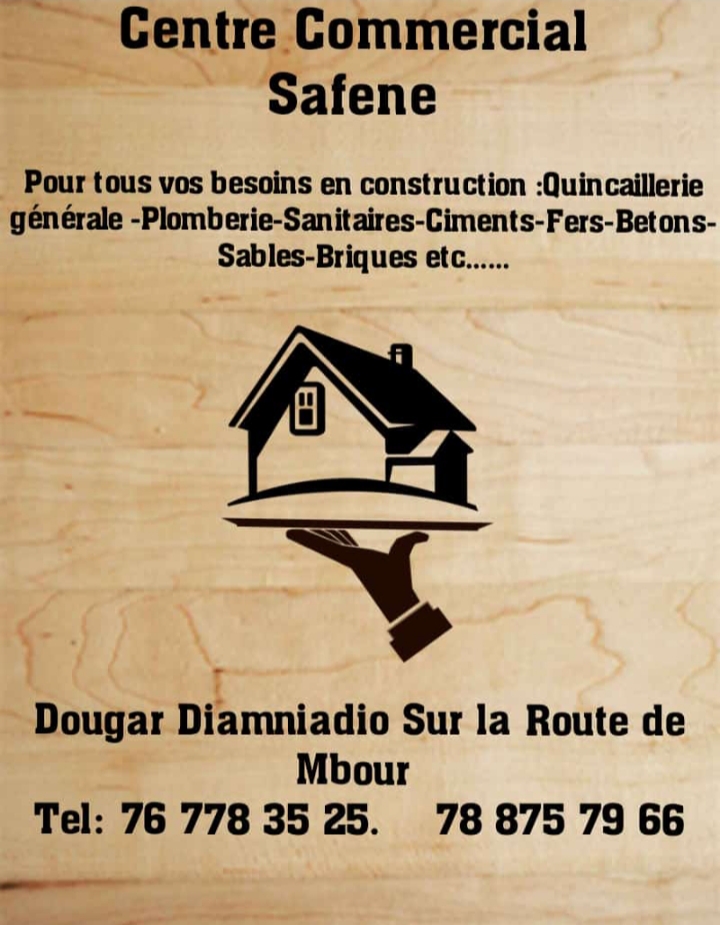 Centre Commercial
Safene
Pour tous vos besoins en construction :Quincaillerie
générale -Plomberie-Sanitaires-Ciments-Fers-Betons-
Sables-Briques etc......
Dougar Diamniadio Sur la Route de
Mbour
Tel: 76 778 35 25. 78 875 79 66